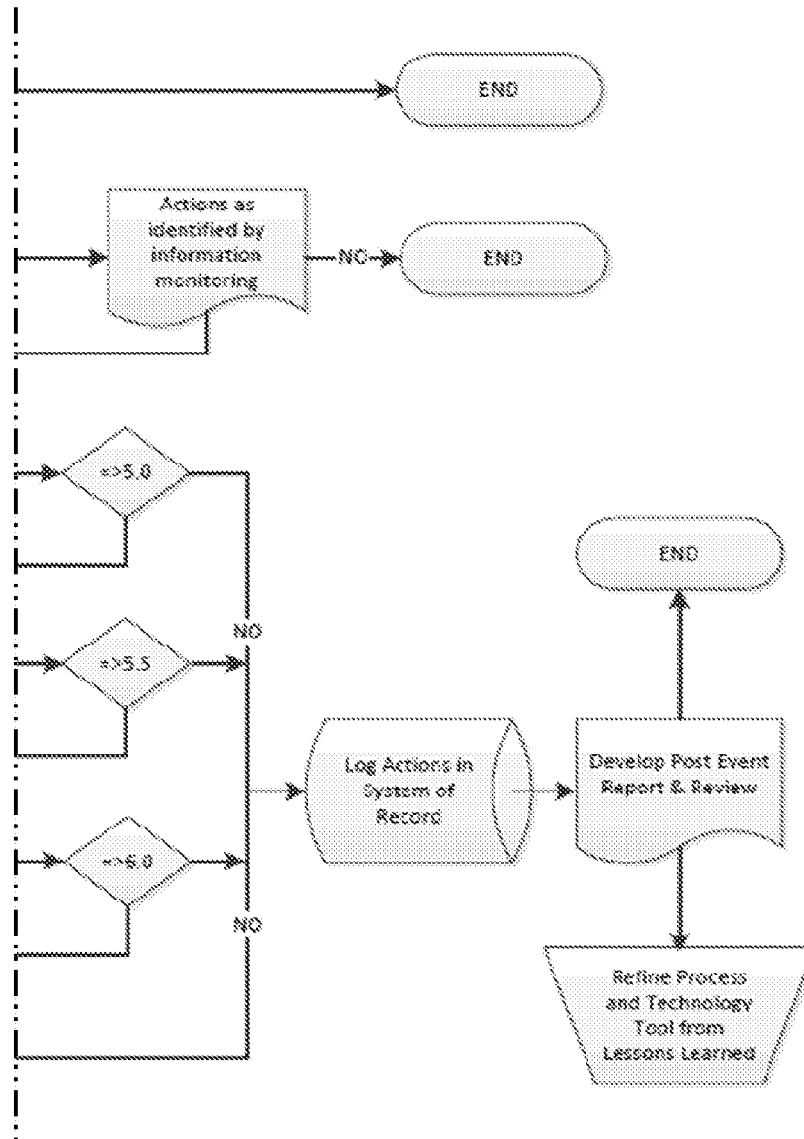 END
Actions as
identified by
information
monitoring
NO
END
=>5.0
END
NO
=>5.5
Log Actions in
System of
Record
Develop Post Event
Report & Review
=>6.0
NO
Refine Process
and Technology
Tool from
Lessons Learned